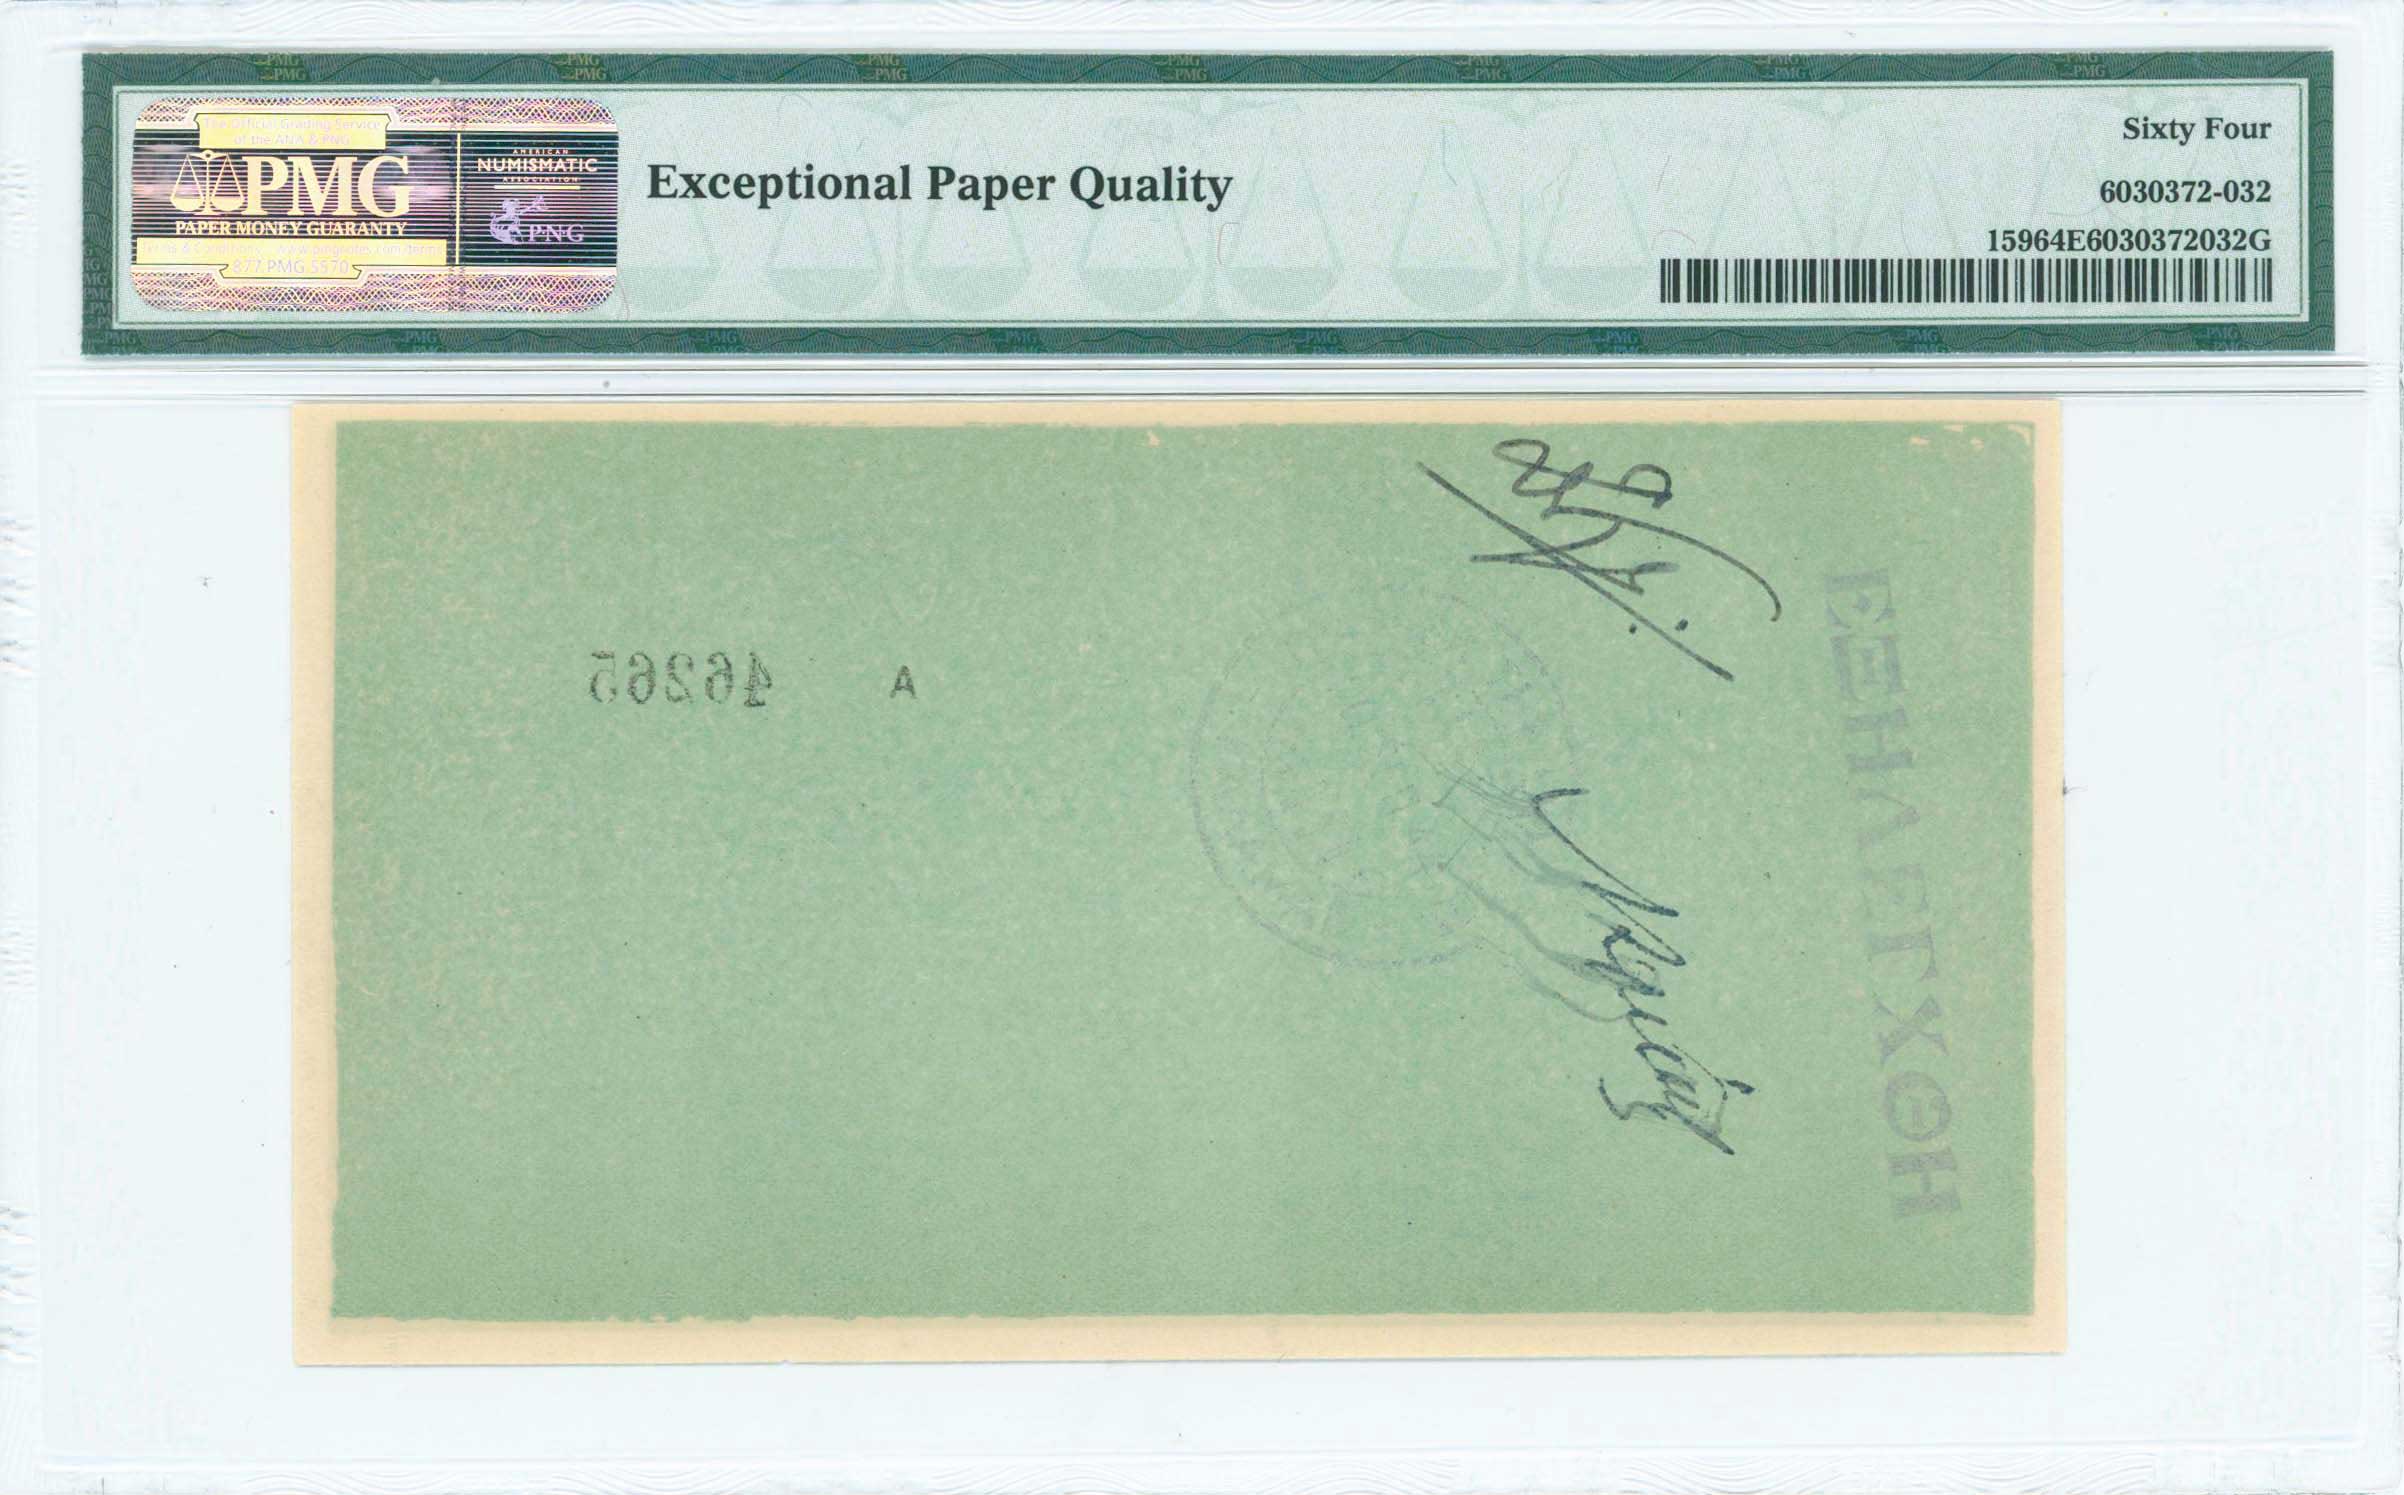 The Official Grading Service
of the ANA & PNG
PMG
PAPER MONEY GUARANTY
877.PMG.5570
AMERICAN
NUMISMATIC
ASSOCIATION
PNG
Exceptional Paper Quality
Sixty Four
6030372-032
15964E6030372032G
46265 A
ΕΞΗΛΕΓΧΘΗ